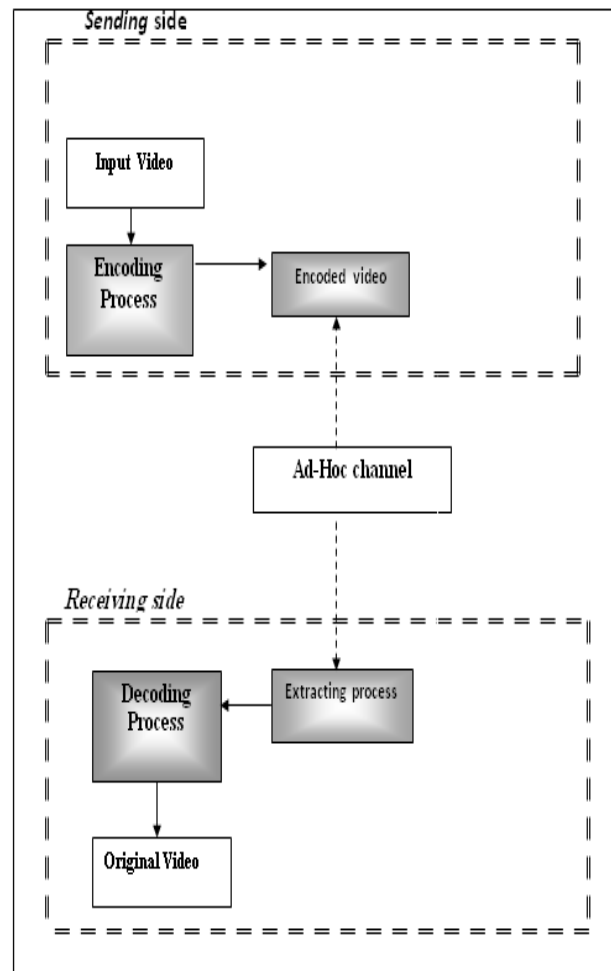 Sending side
Input Video
Encoding
Process
Encoded video
Ad-Hoc channel
Receiving side
Decoding
Process
Extracting process
Original Video